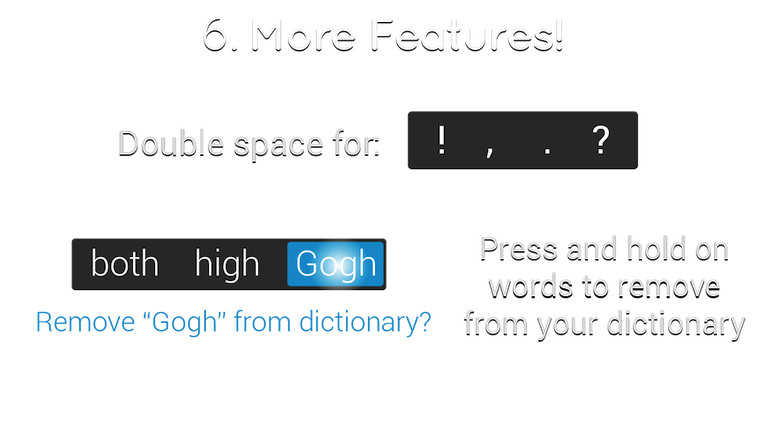 6. More Features!
Double space for: ! , . ?
both high Gogh
Remove “Gogh” from dictionary?
Press and hold on
words to remove
from your dictionary